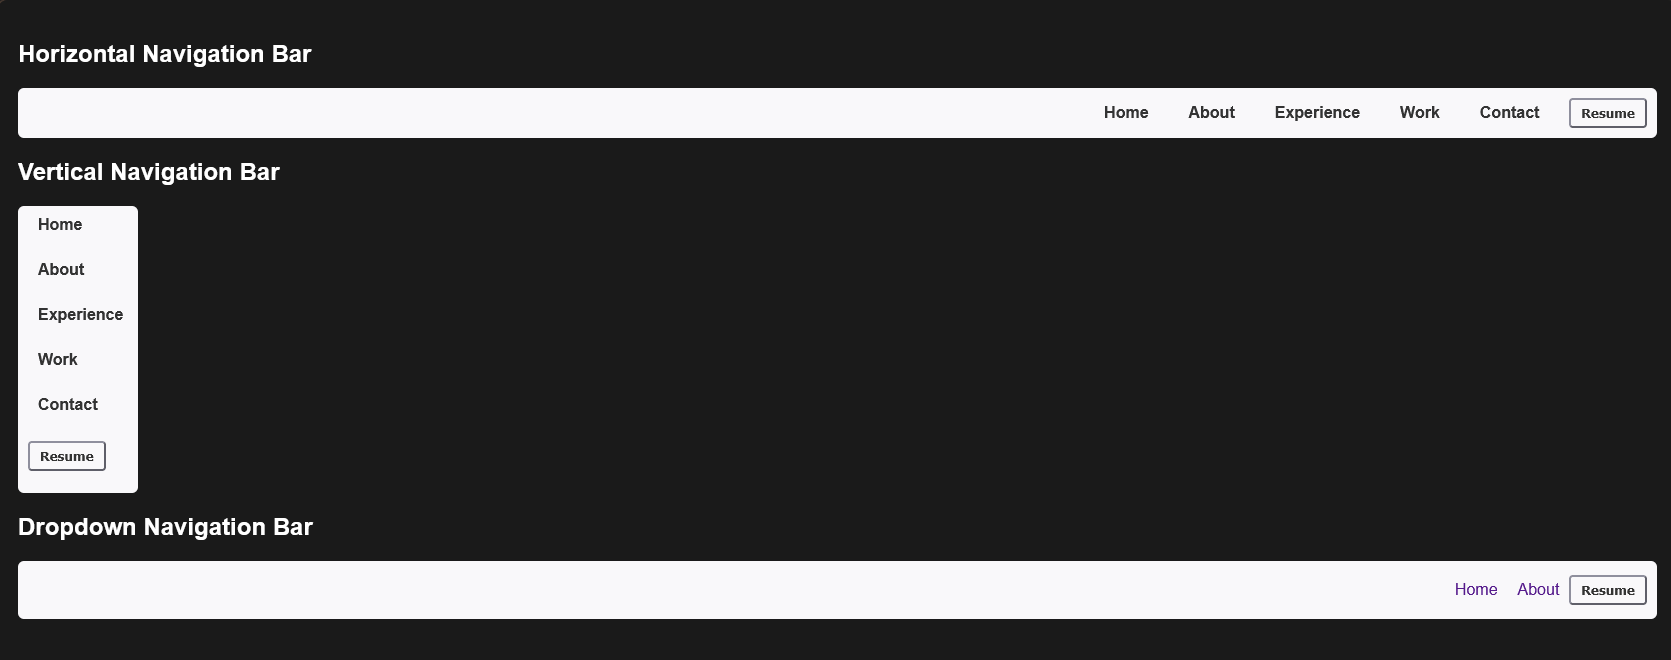 Horizontal Navigation Bar
Home About Experience Work Contact Resume
Vertical Navigation Bar
Home
About
Experience
Work
Contact
Resume
Dropdown Navigation Bar
Home About Resume